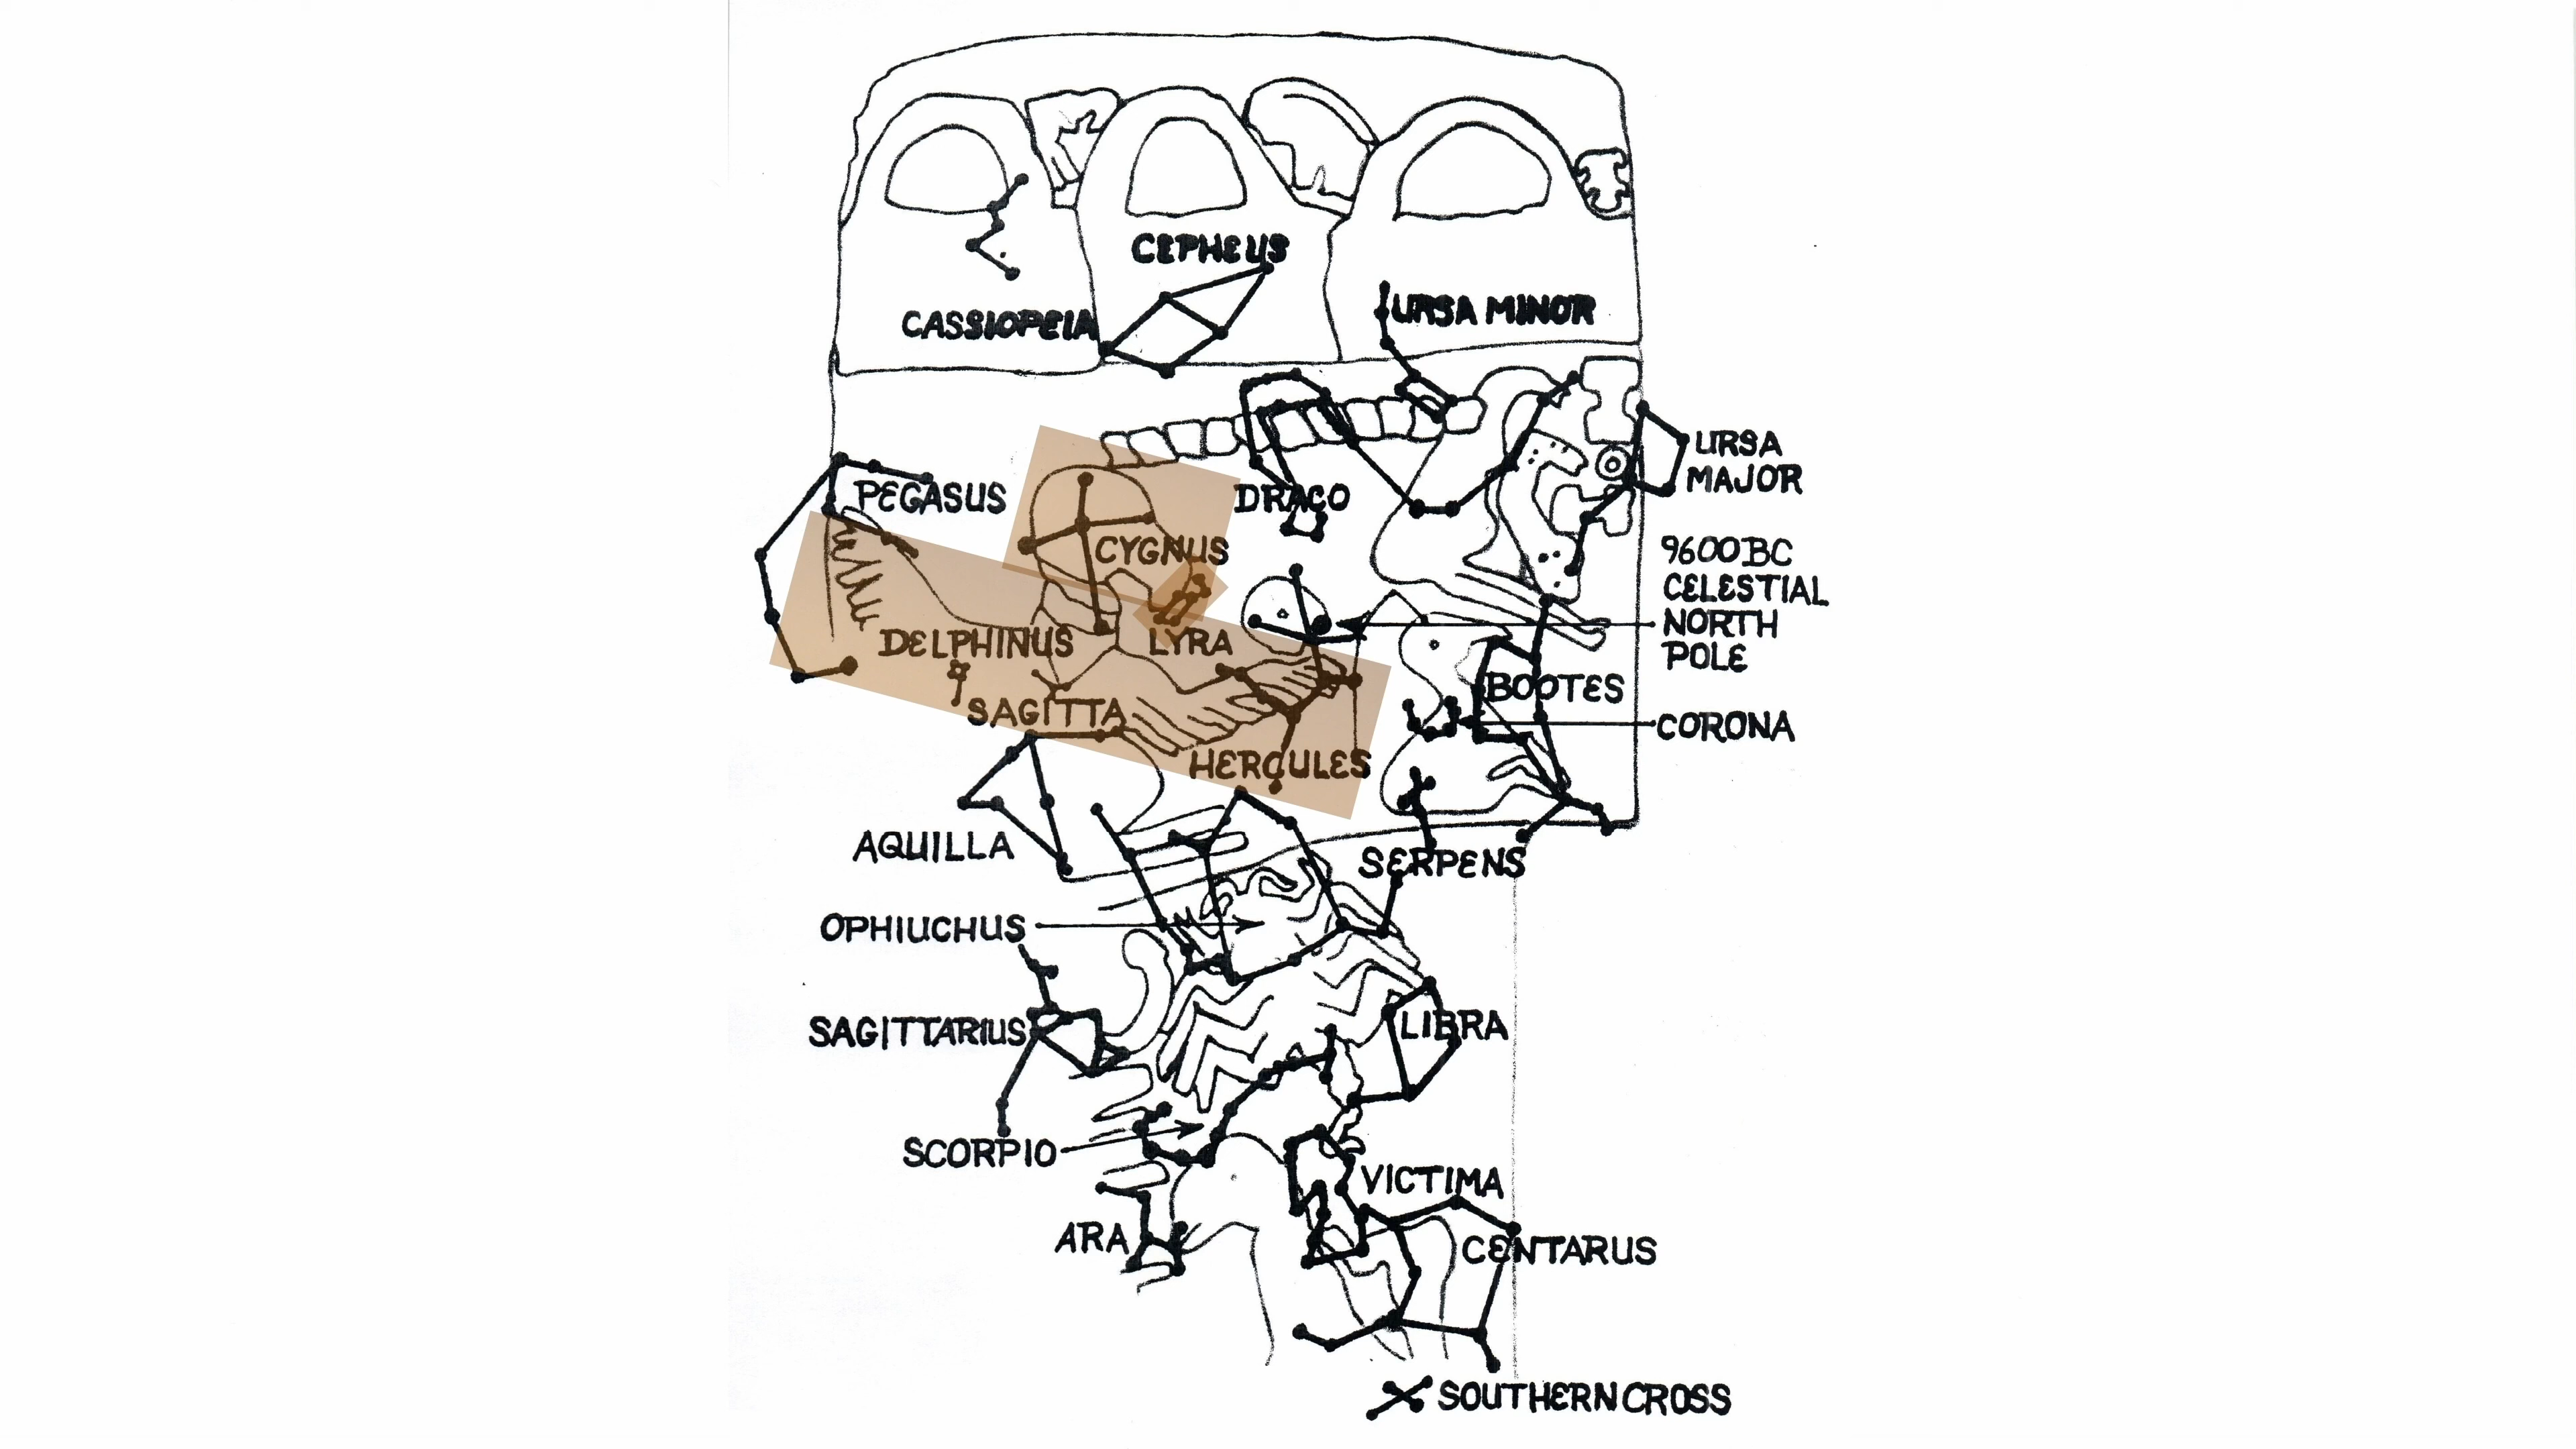 CEPHEUS
CASSIOPEIA
URSA MINOR
URSA
MAJOR
PEGASUS
DRACO
CYGNUS
9600 BC
CELESTIAL
NORTH
POLE
DELPHINUS
LYRA
BOOTES
SAGITTA
CORONA
HERCULES
AQUILLA
SERPENS
OPHIUCHUS
SAGITTARIUS
LIBRA
SCORPIO
VICTIMA
ARA
CENTARUS
SOUTHERN CROSS